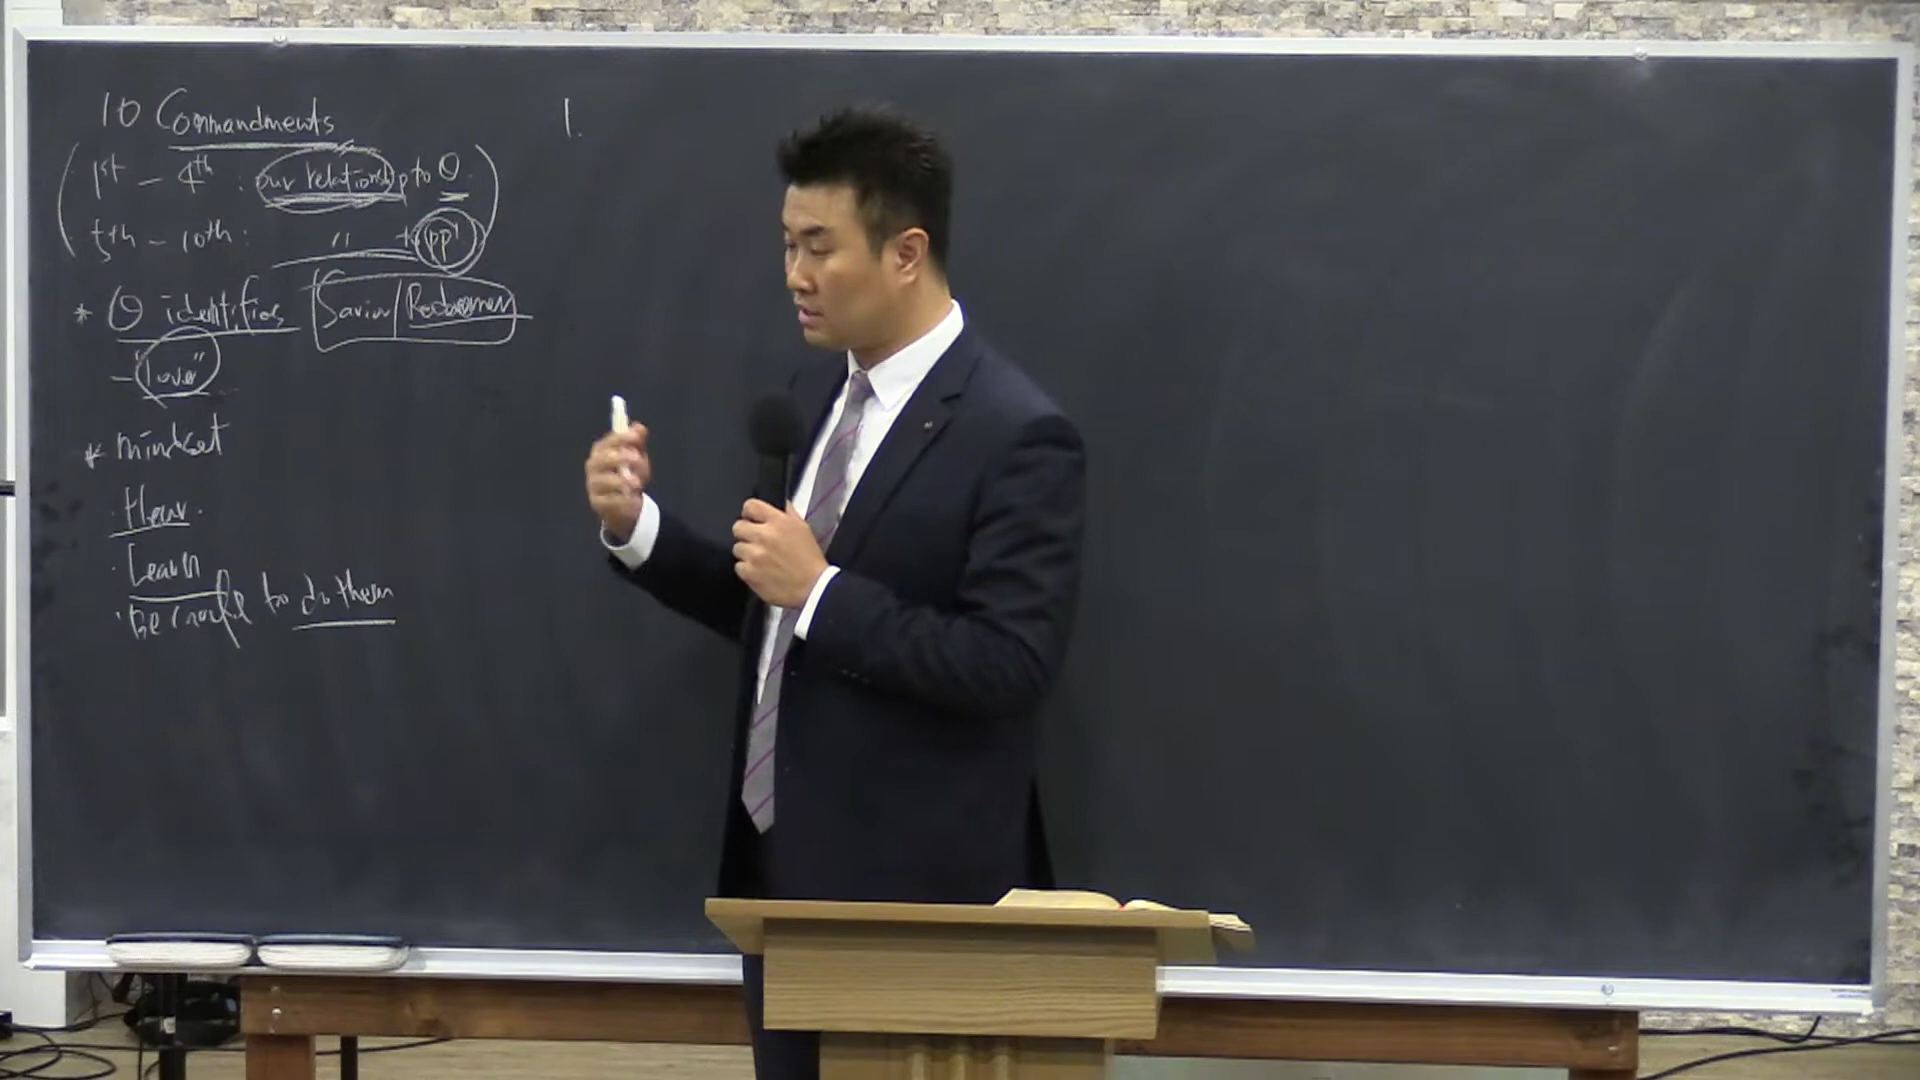 10 Commandments
1st - 4th : our relationship to Θ
5th - 10th : " to ppl
* Θ identifies Savior/Redeemer
- "love"
* mindset
· Hear.
· Learn
· Be careful to do them
1.